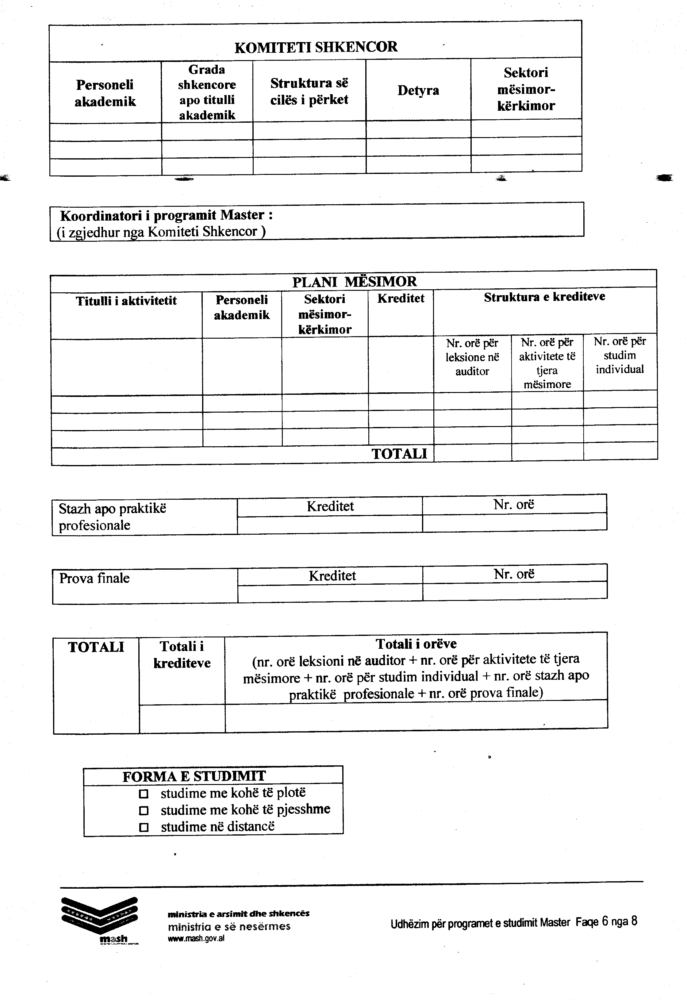 KOMITETI SHKENCOR
Personeli
akademik
Grada
shkencore
apo titulli
akademik
Struktura së
cilës i përket
Detyra
Sektori
mësimor-
kërkimor
Koordinatori i programit Master :
(i zgjedhur nga Komiteti Shkencor )
PLANI MËSIMOR
Titulli i aktivitetit
Personeli
akademik
Sektori
mësimor-
kërkimor
Kreditet
Struktura e krediteve
Nr. orë për
leksione në
auditor
Nr. orë për
aktivitete të
tjera
mësimore
Nr. orë për
studim
individual
TOTALI
Stazh apo praktikë
profesionale
Kreditet
Nr. orë
Prova finale
Kreditet
Nr. orë
TOTALI
Totali i
krediteve
Totali i orëve
(nr. orë leksioni në auditor + nr. orë për aktivitete të tjera
mësimore + nr. orë për studim individual + nr. orë stazh apo
praktikë profesionale + nr. orë prova finale)
FORMA E STUDIMIT
studime me kohë të plotë
studime me kohë të pjesshme
studime në distancë
mash
ministria e arsimit dhe shkencës
ministria e së nesërmes
www.mash.gov.al
Udhëzim për programet e studimit Master Faqe 6 nga 8